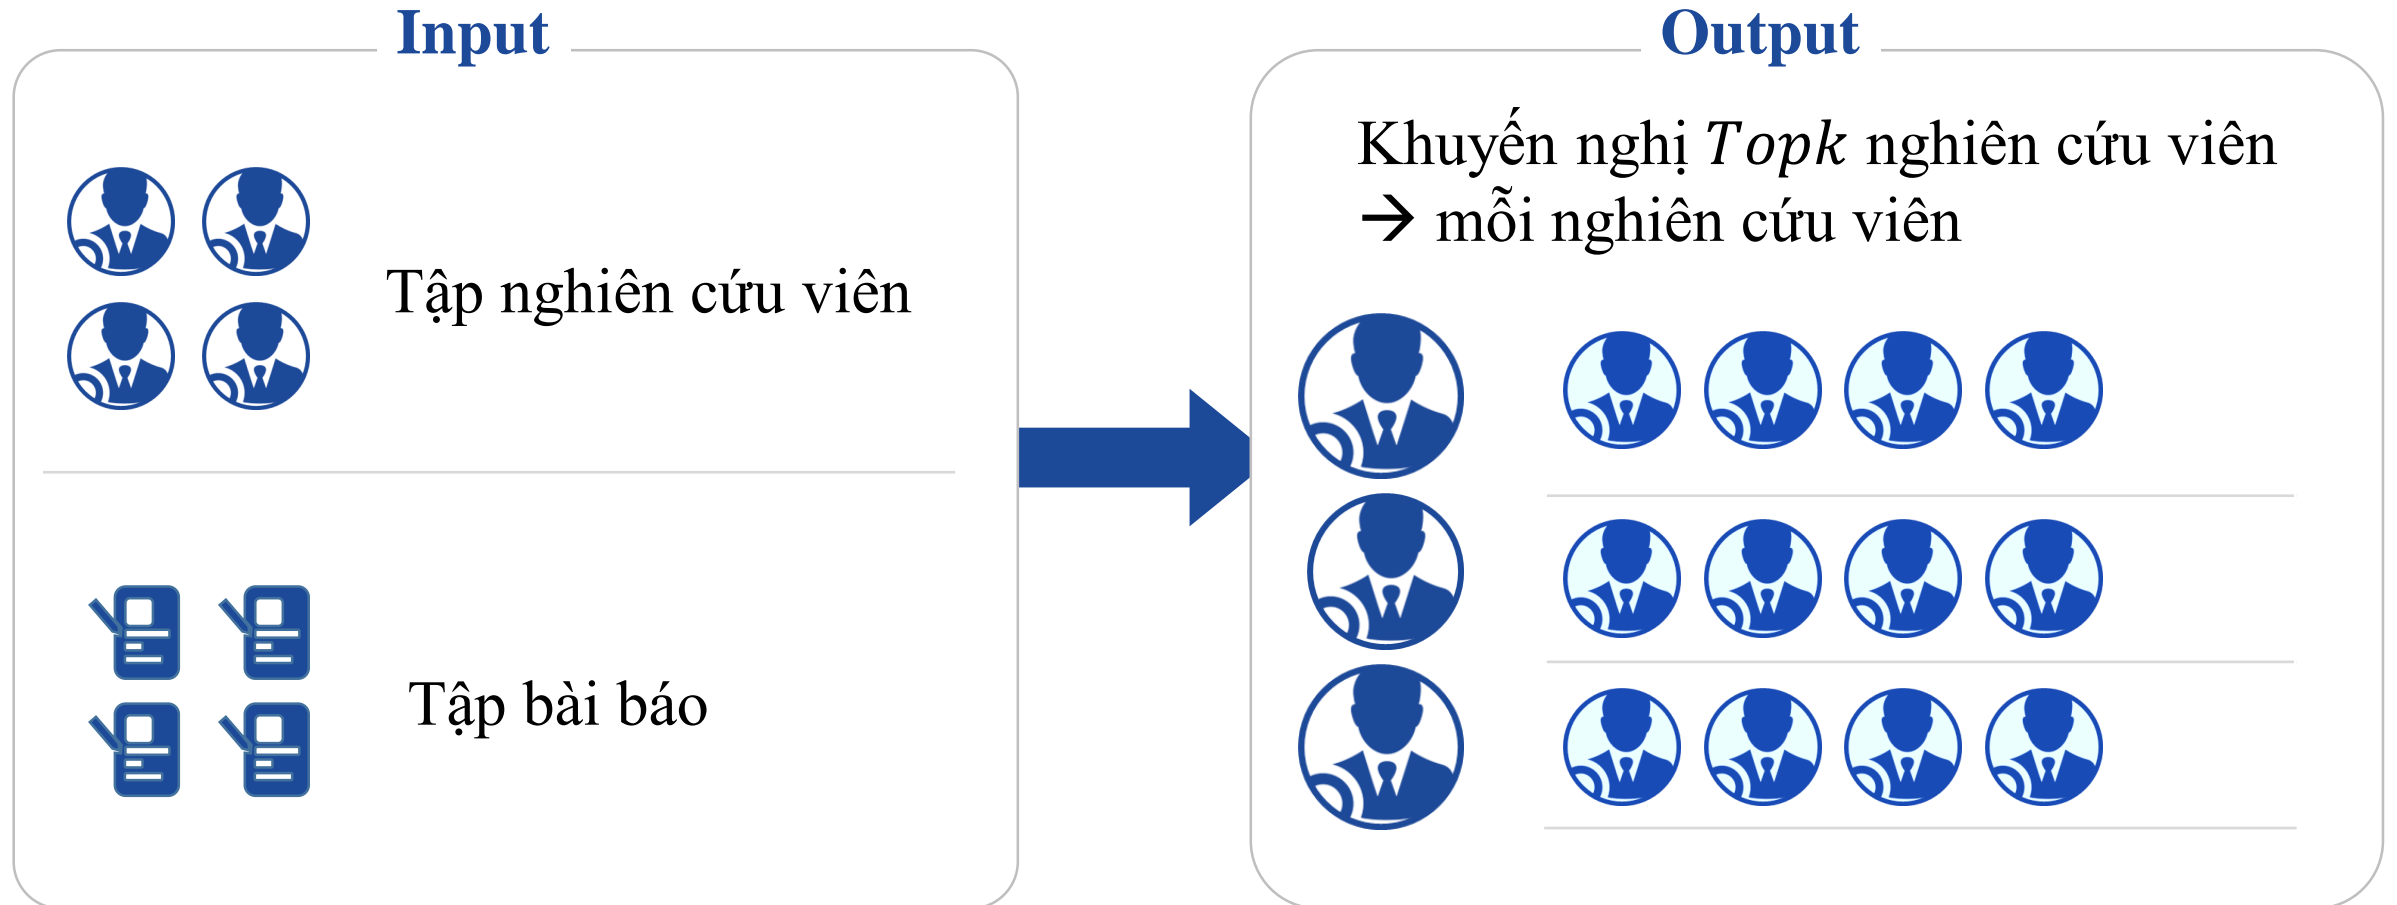 Input
Tập nghiên cứu viên
Tập bài báo
Output
Khuyến nghị Topk nghiên cứu viên
→ mỗi nghiên cứu viên